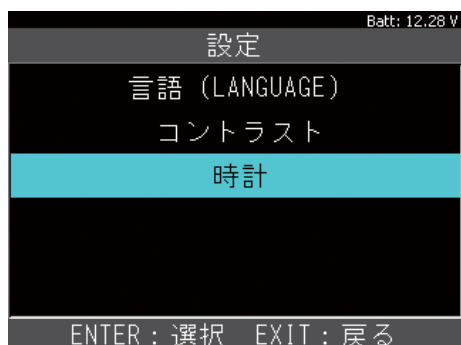 Batt: 12.28 V
設定
言語（LANGUAGE）
コントラスト
時計
ENTER：選択　EXIT：戻る